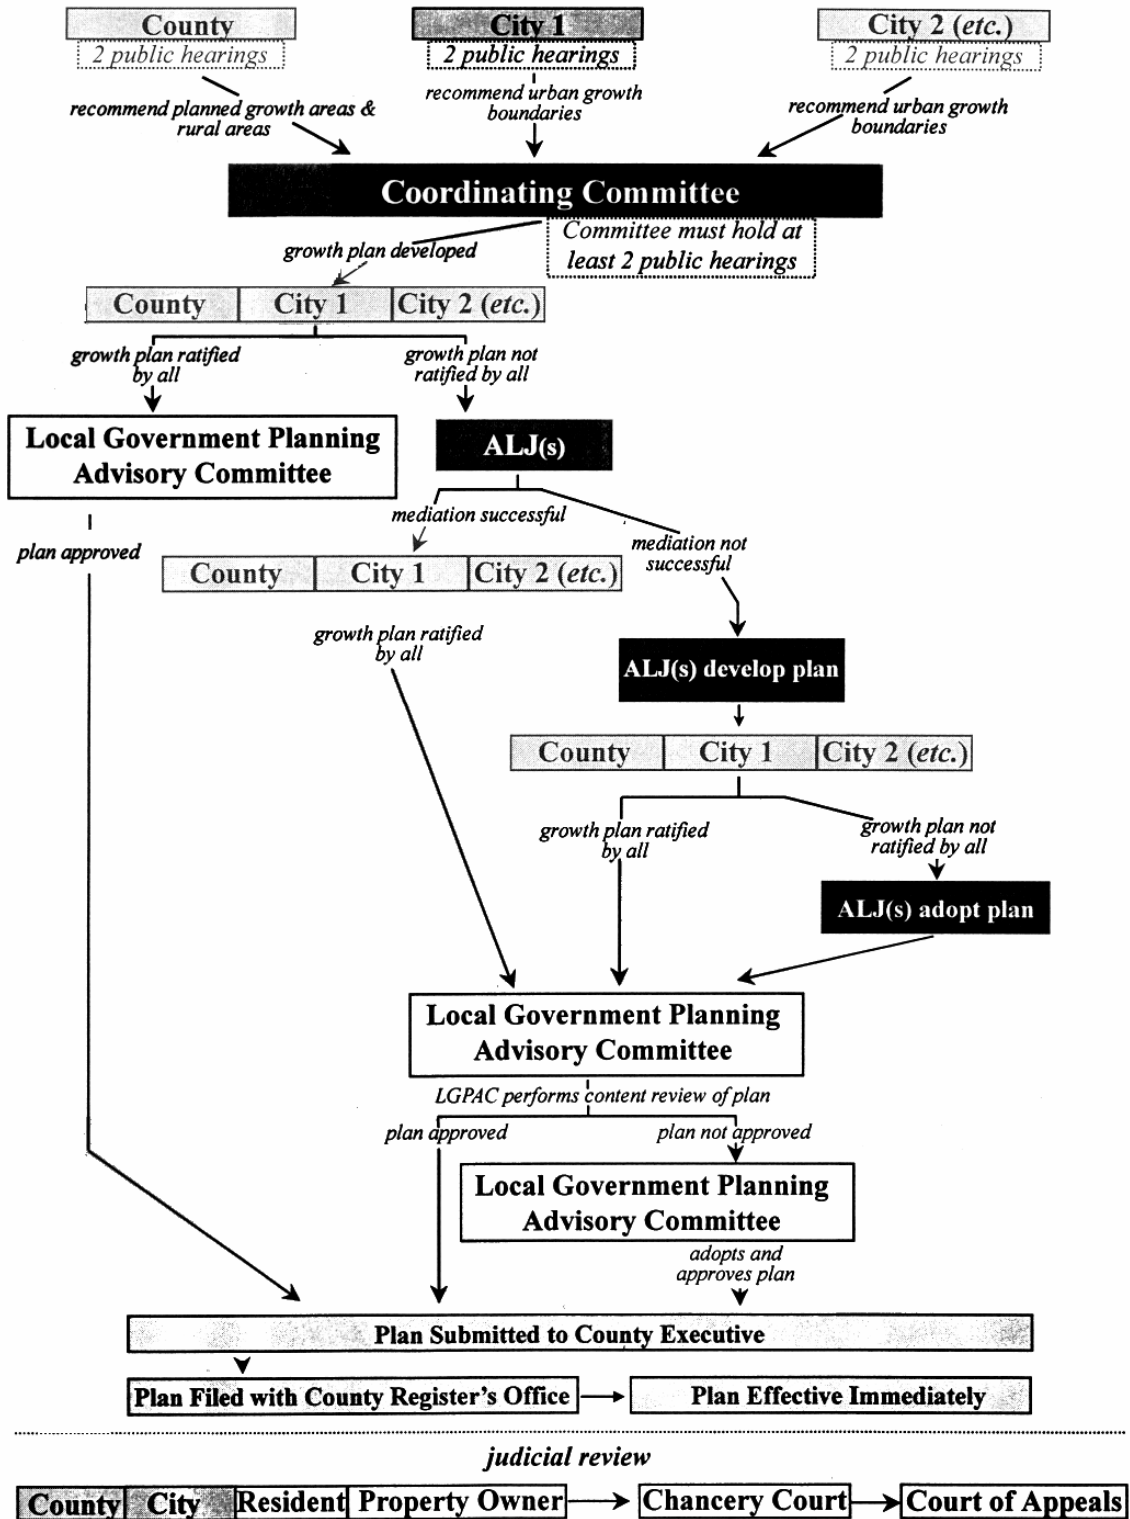 County
City 1
City 2 (etc.)
2 public hearings
2 public hearings
2 public hearings
recommend planned growth areas &
rural areas
recommend urban growth
boundaries
recommend urban growth
boundaries
Coordinating Committee
Committee must hold at
least 2 public hearings
growth plan developed
County
City 1
City 2 (etc.)
growth plan ratified
by all
growth plan not
ratified by all
Local Government Planning
Advisory Committee
ALJ(s)
plan approved
mediation successful
mediation not
successful
County
City 1
City 2 (etc.)
growth plan ratified
by all
ALJ(s) develop plan
County
City 1
City 2 (etc.)
growth plan ratified
by all
growth plan not
ratified by all
ALJ(s) adopt plan
Local Government Planning
Advisory Committee
LGPAC performs content review of plan
plan approved
plan not approved
Local Government Planning
Advisory Committee
adopts and
approves plan
Plan Submitted to County Executive
Plan Filed with County Register's Office
Plan Effective Immediately
judicial review
County
City
Resident
Property Owner
Chancery Court
Court of Appeals